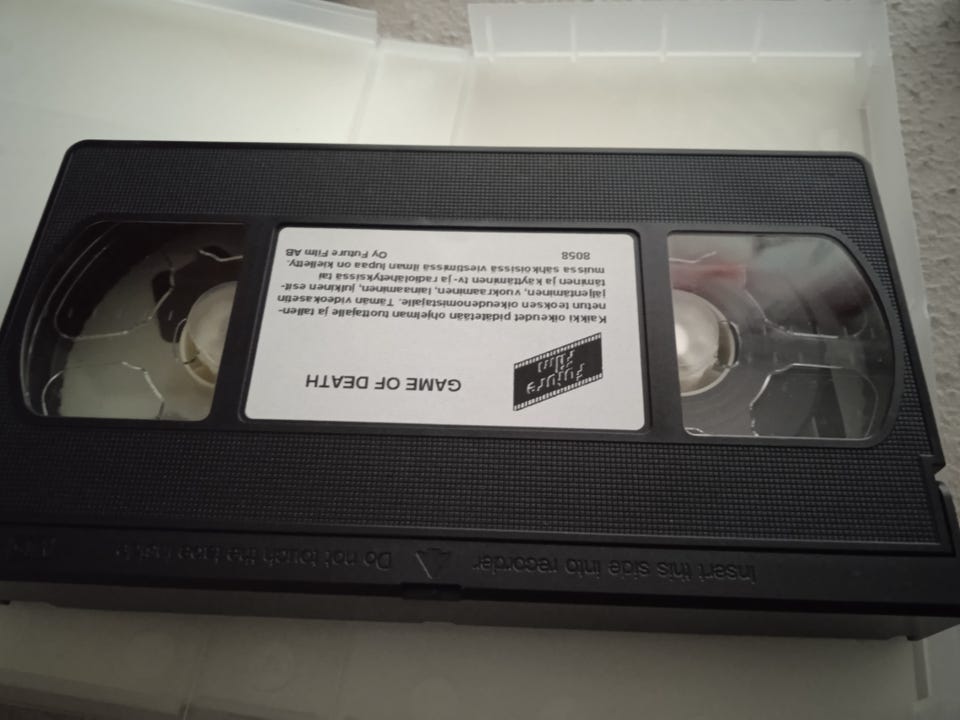 Future
Film
GAME OF DEATH
Kaikki oikeudet pidätetään ohjelman tuottajalle ja tallen-
netun teoksen oikeudenomistajalle. Tämän videokasetin
jäljentäminen, vuokraaminen, lainaaminen, julkinen esit-
täminen ja käyttäminen tv- ja radiolähetyksissä tai
muissa sähköisissä viestimissä ilman lupaa on kielletty.
8058 Oy Future Film AB
Insert this side into recorder Do not touch the tape inside